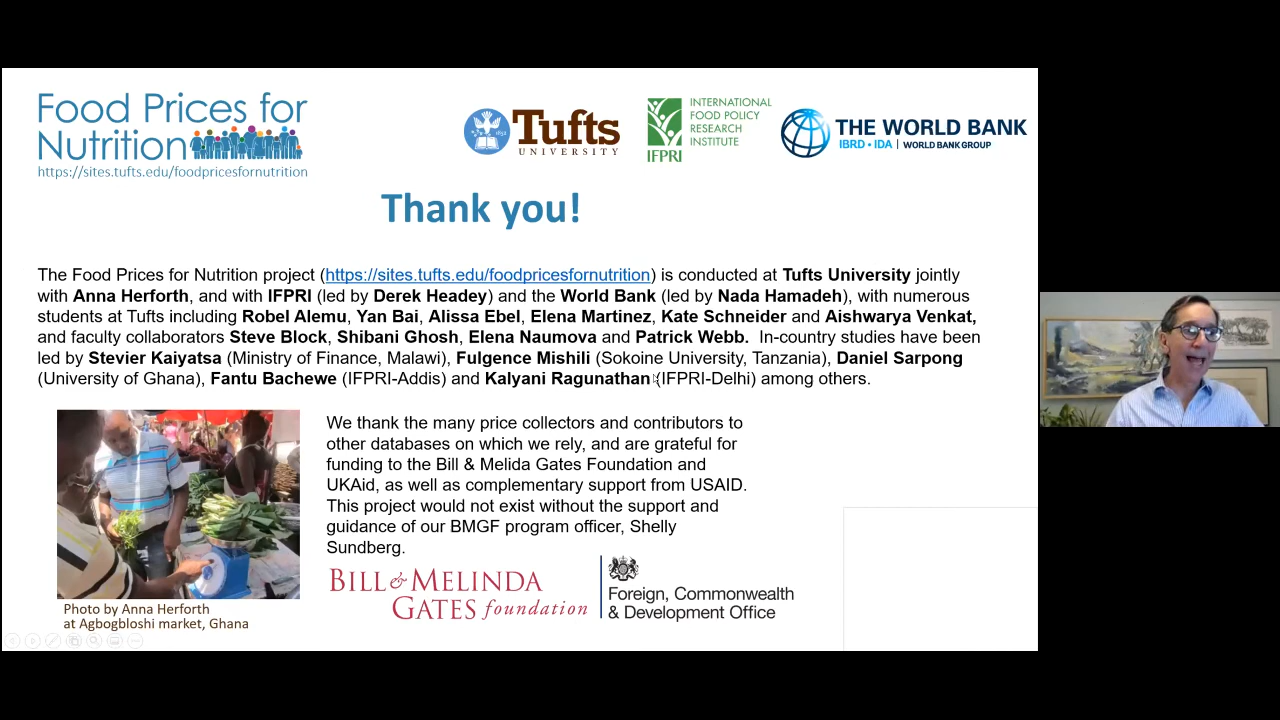 Food Prices for
Nutrition
https://sites.tufts.edu/foodpricesfornutrition
Tufts
UNIVERSITY
INTERNATIONAL
FOOD POLICY
RESEARCH
INSTITUTE
IFPRI
THE WORLD BANK
IBRD • IDA | WORLD BANK GROUP
Thank you!
The Food Prices for Nutrition project (https://sites.tufts.edu/foodpricesfornutrition) is conducted at Tufts University jointly
with Anna Herforth, and with IFPRI (led by Derek Headey) and the World Bank (led by Nada Hamadeh), with numerous
students at Tufts including Robel Alemu, Yan Bai, Alissa Ebel, Elena Martinez, Kate Schneider and Aishwarya Venkat,
and faculty collaborators Steve Block, Shibani Ghosh, Elena Naumova and Patrick Webb. In-country studies have been
led by Stevier Kaiyatsa (Ministry of Finance, Malawi), Fulgence Mishili (Sokoine University, Tanzania), Daniel Sarpong
(University of Ghana), Fantu Bachewe (IFPRI-Addis) and Kalyani Ragunathan (IFPRI-Delhi) among others.
We thank the many price collectors and contributors to
other databases on which we rely, and are grateful for
funding to the Bill & Melida Gates Foundation and
UKAid, as well as complementary support from USAID.
This project would not exist without the support and
guidance of our BMGF program officer, Shelly
Sundberg.
BILL & MELINDA
GATES foundation
Foreign, Commonwealth
& Development Office
Photo by Anna Herforth
at Agbogbloshi market, Ghana